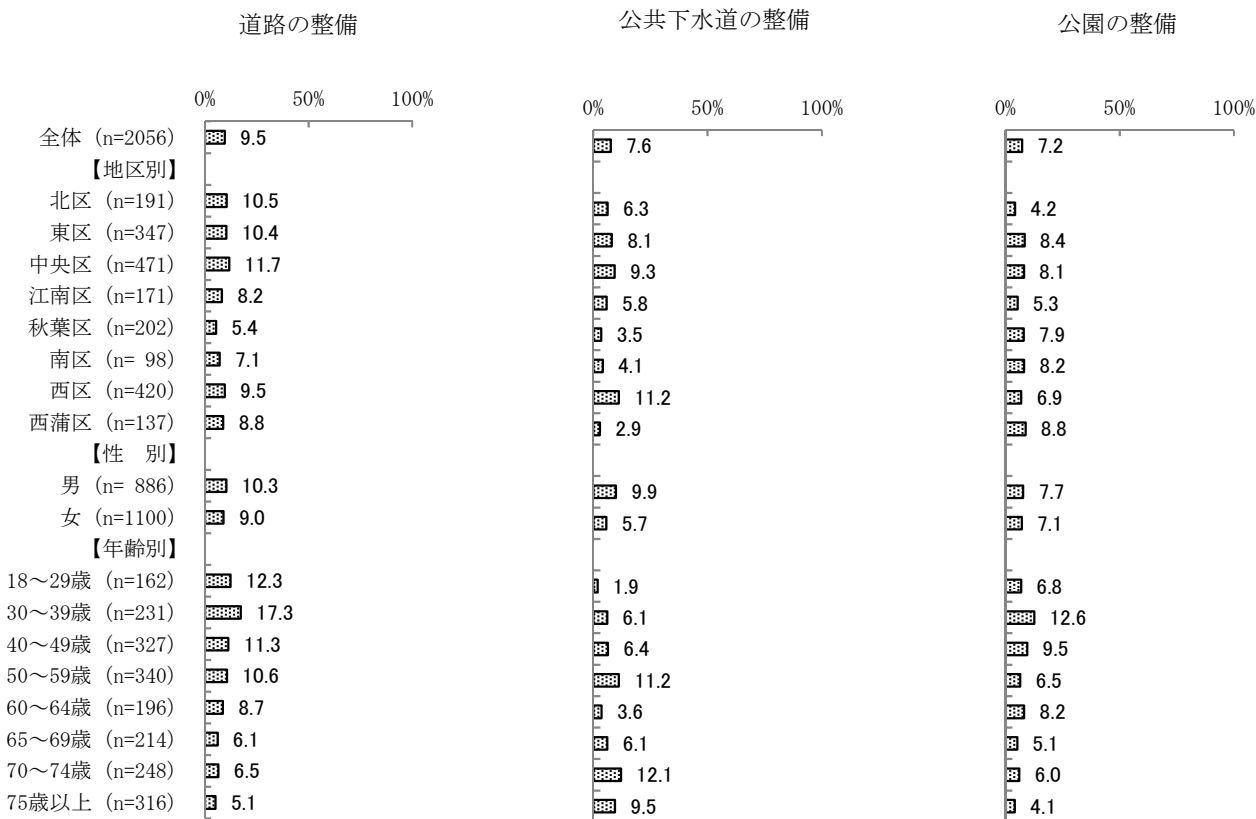 道路の整備 公共下水道の整備 公園の整備
0% 50% 100% 0% 50% 100% 0% 50% 100%
全体 (n=2056) 9.5 7.6 7.2
【地区別】
北区 (n=191) 10.5 6.3 4.2
東区 (n=347) 10.4 8.1 8.4
中央区 (n=471) 11.7 9.3 8.1
江南区 (n=171) 8.2 5.8 5.3
秋葉区 (n=202) 5.4 3.5 7.9
南区 (n= 98) 7.1 4.1 8.2
西区 (n=420) 9.5 11.2 6.9
西蒲区 (n=137) 8.8 2.9 8.8
【性　別】
男 (n= 886) 10.3 9.9 7.7
女 (n=1100) 9.0 5.7 7.1
【年齢別】
18～29歳 (n=162) 12.3 1.9 6.8
30～39歳 (n=231) 17.3 6.1 12.6
40～49歳 (n=327) 11.3 6.4 9.5
50～59歳 (n=340) 10.6 11.2 6.5
60～64歳 (n=196) 8.7 3.6 8.2
65～69歳 (n=214) 6.1 6.1 5.1
70～74歳 (n=248) 6.5 12.1 6.0
75歳以上 (n=316) 5.1 9.5 4.1